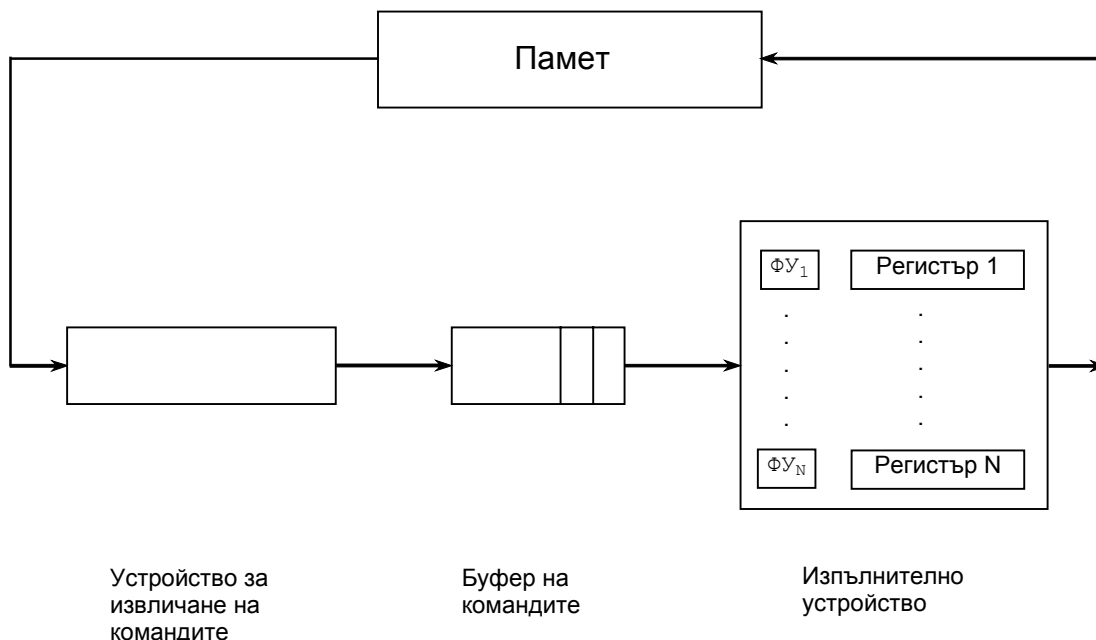 Памет
ФУ1 Регистър 1
ФУN Регистър N
Устройство за
извличане на
командите
Буфер на
командите
Изпълнително
устройство